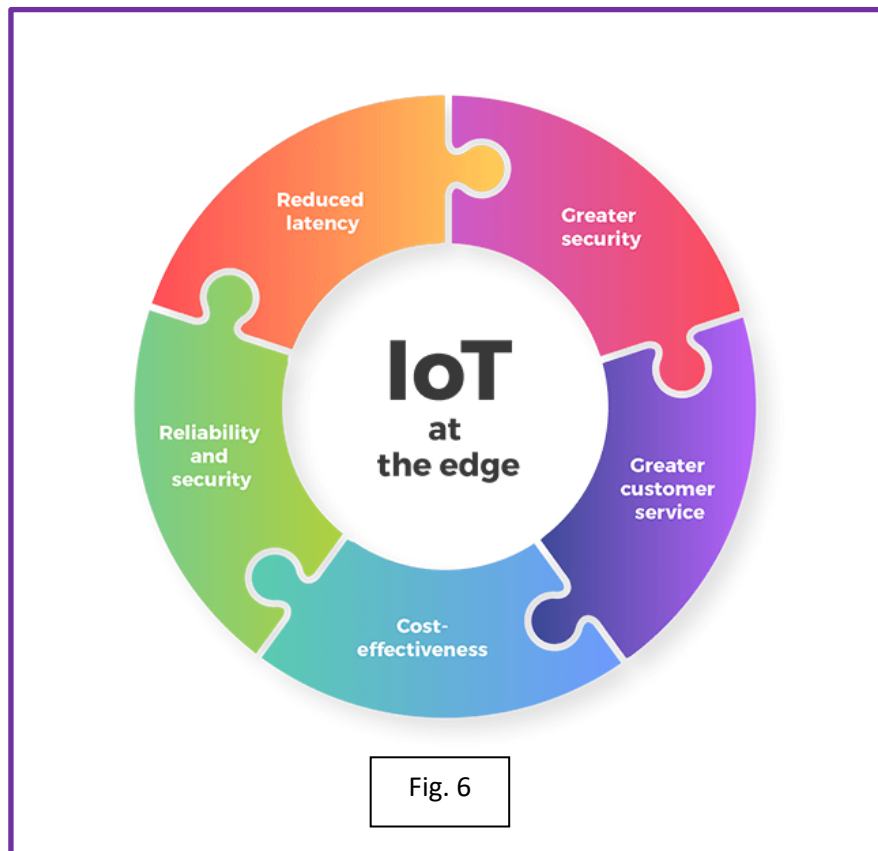 Reduced
latency
Greater
security
IoT
at
the edge
Reliability
and
security
Greater
customer
service
Cost-
effectiveness
Fig. 6